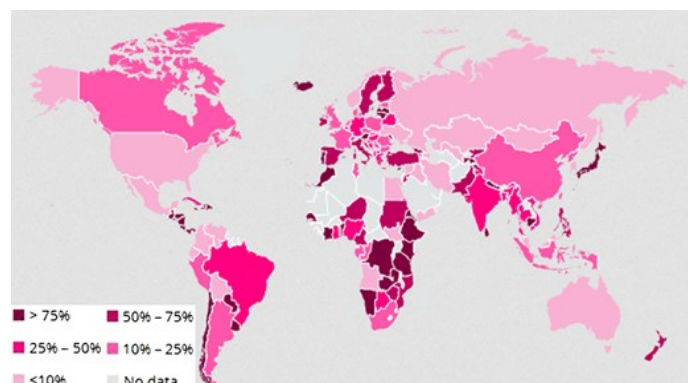 > 75% 50% – 75%
25% – 50% 10% – 25%
<10% No data